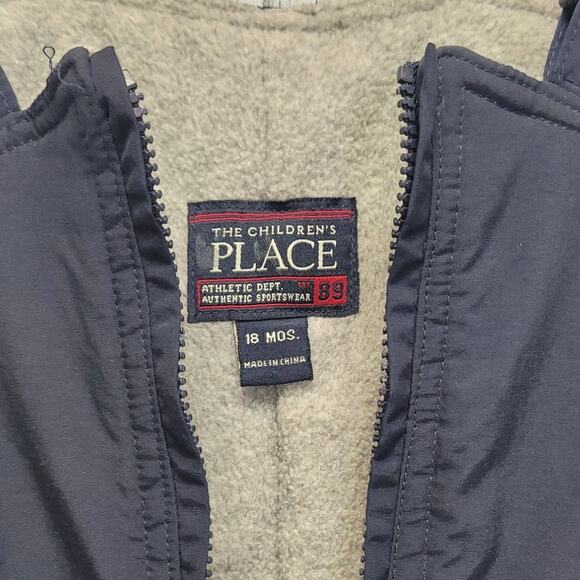 THE CHILDREN'S
PLACE
ATHLETIC DEPT.
AUTHENTIC SPORTSWEAR
89
18 MOS.
MADE IN CHINA